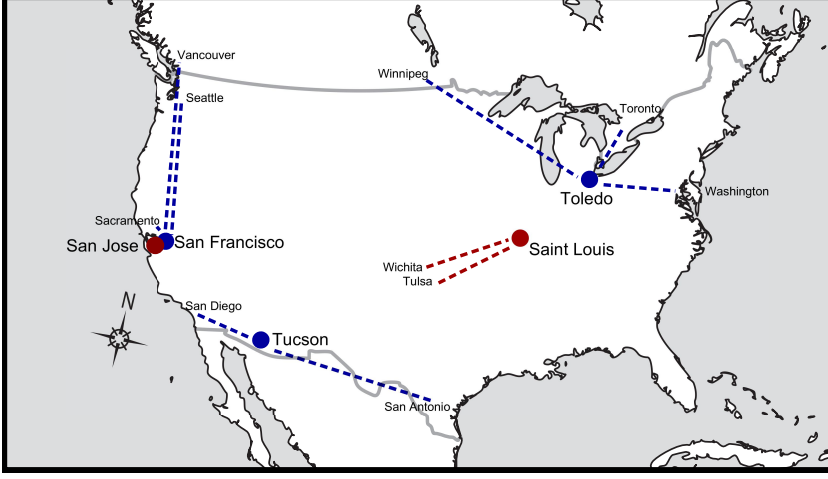 Vancouver
Winnipeg
Seattle
Toronto
Washington
Toledo
Sacramento
San Jose
San Francisco
Saint Louis
Wichita
Tulsa
N
San Diego
Tucson
San Antonio